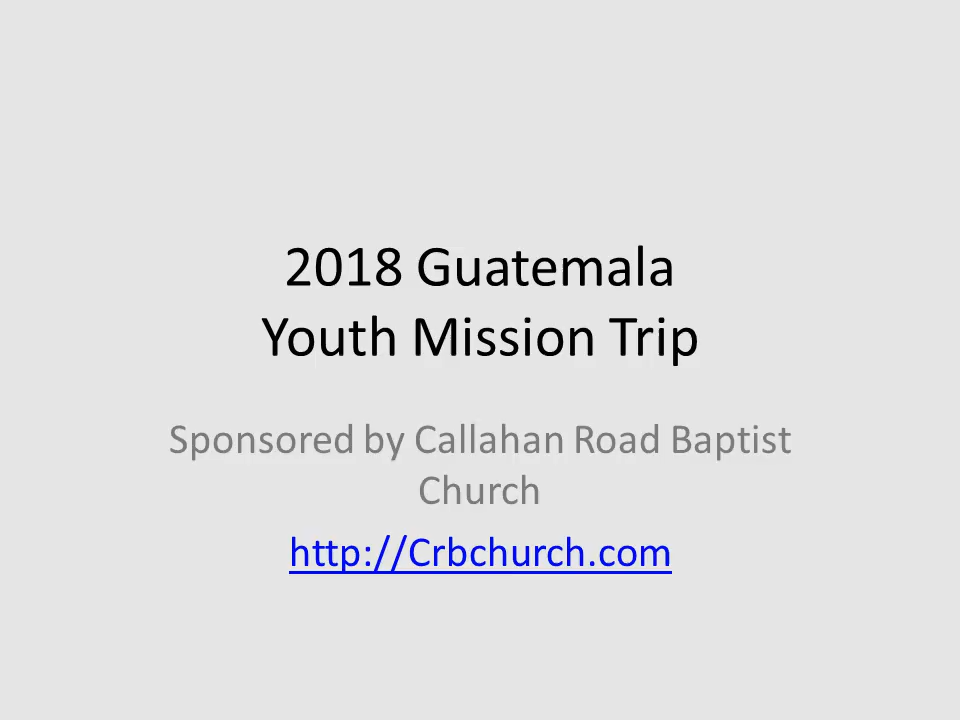 2018 Guatemala
Youth Mission Trip
Sponsored by Callahan Road Baptist
Church
http://Crbchurch.com